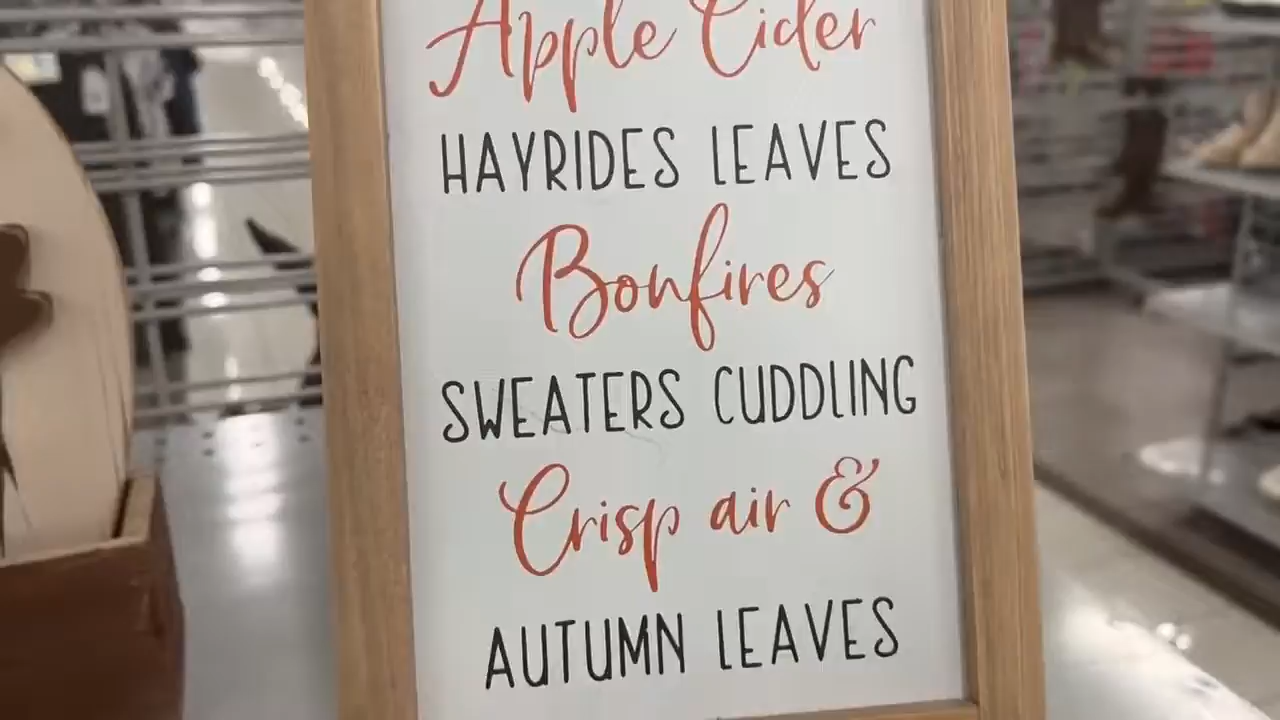 Apple Cider
HAYRIDES LEAVES
Bonfires
SWEATERS CUDDLING
Crisp air &
AUTUMN LEAVES